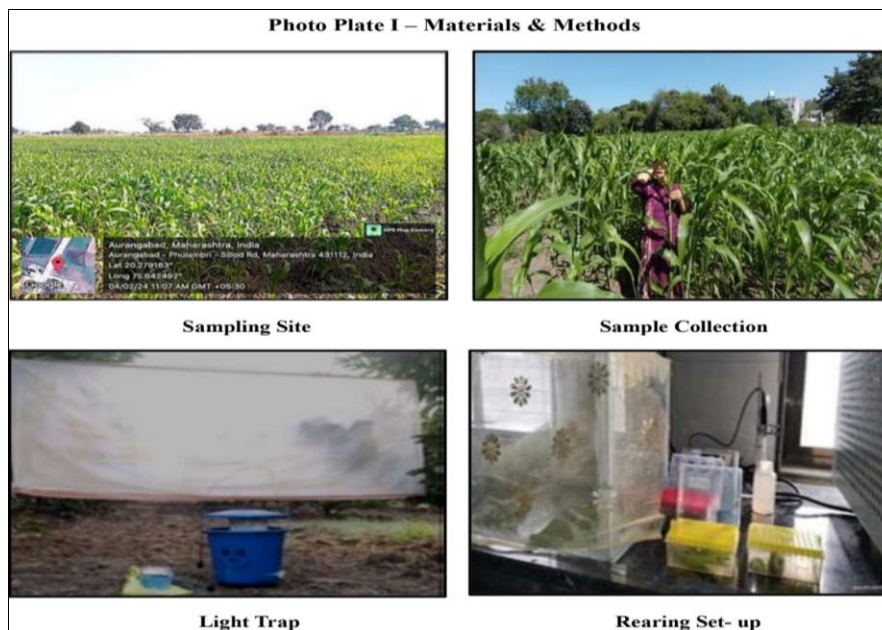 Photo Plate I – Materials & Methods
GPS Map Camera
Aurangabad, Maharashtra, India
Aurangabad - Phulambri - Sillod Rd, Maharashtra 431112, India
Lat 20.279163°
Long 75.642492°
04/02/24 11:07 AM GMT +05:30
Google
Sampling Site
Sample Collection
Light Trap
Rearing Set- up